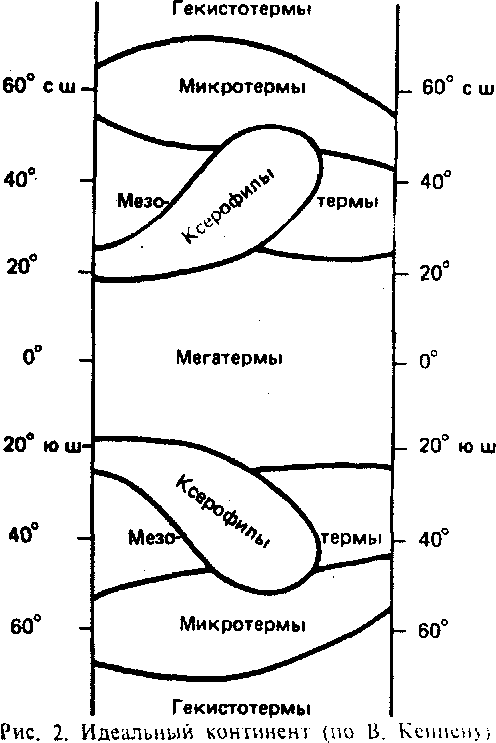 Гекистотермы
60° с ш
Микротермы
60° с ш
40°
Мезо-
Ксерофилы
термы
40°
20°
20°
0°
Мегатермы
0°
20° ю ш
20° ю ш
Ксерофилы
40°
Мезо-
термы
40°
60°
Микротермы
60°
Гекистотермы
Рис. 2. Идеальный континент (по В. Кеппену)